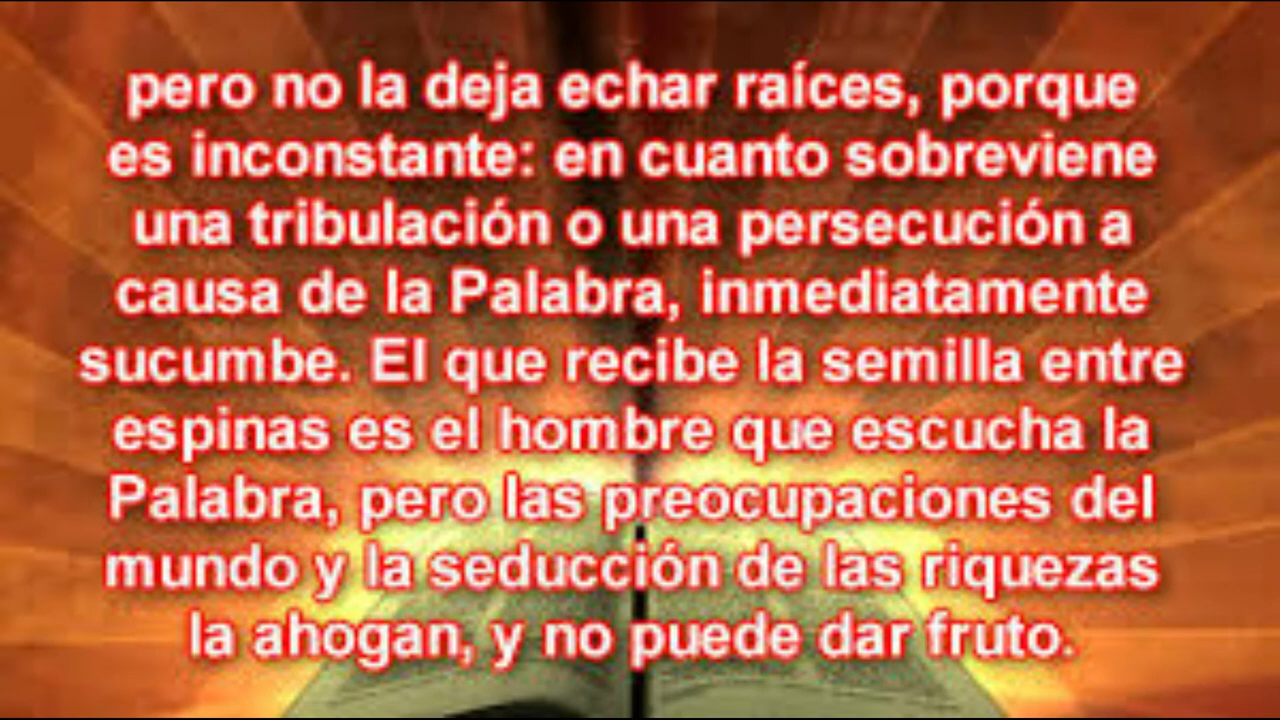 pero no la deja echar raíces, porque
es inconstante: en cuanto sobreviene
una tribulación o una persecución a
causa de la Palabra, inmediatamente
sucumbe. El que recibe la semilla entre
espinas es el hombre que escucha la
Palabra, pero las preocupaciones del
mundo y la seducción de las riquezas
la ahogan, y no puede dar fruto.